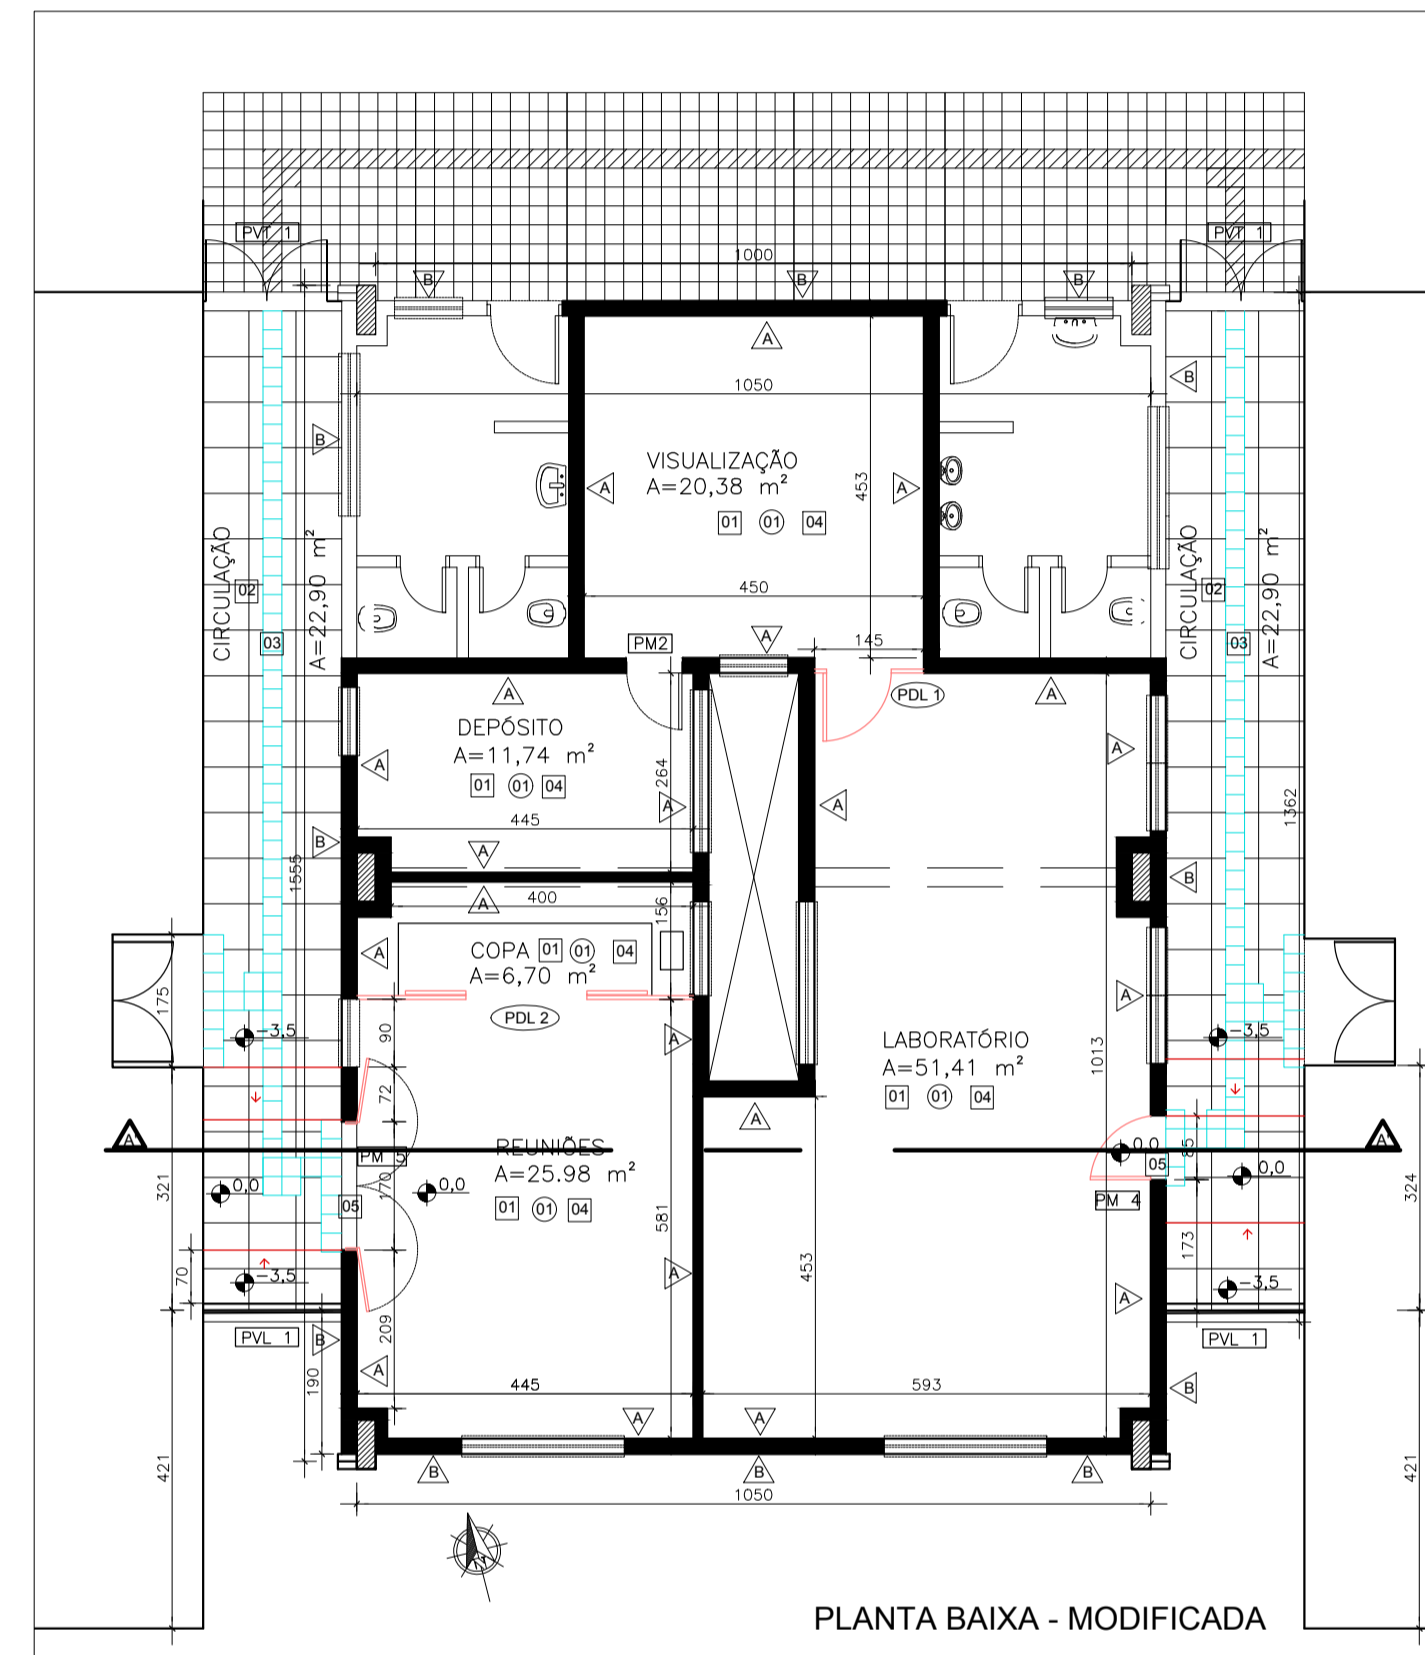 PVT 1
PVT 1
1000
B
B
B
A
1050
B
B
VISUALIZAÇÃO
A=20,38 m²
01 01 04
A
A
453
CIRCULAÇÃO
A=22,90 m²
02
03
CIRCULAÇÃO
A=22,90 m²
02
03
450
PM2
A
145
PDL 1
A
A
DEPÓSITO
A=11,74 m²
01 01 04
A
A
264
A
A
445
B
A
1555
1362
B
400
A
156
COPA 01 01 04
A=6,70 m²
A
PDL 2
175
90
-3,5
A
A
LABORATÓRIO
A=51,41 m²
01 01 04
1013
-3,5
72
A
A'
A'
REUNIÕES
A=25.98 m²
01 01 04
PM 5
170
0,0
0,0
05
321
0,0
05
85
0,0
PM 4
324
581
453
173
70
-3,5
A
A
-3,5
PVL 1
B
209
190
A
PVL 1
445
593
B
A
A
421
B
B
B
421
1050
N
PLANTA BAIXA - MODIFICADA